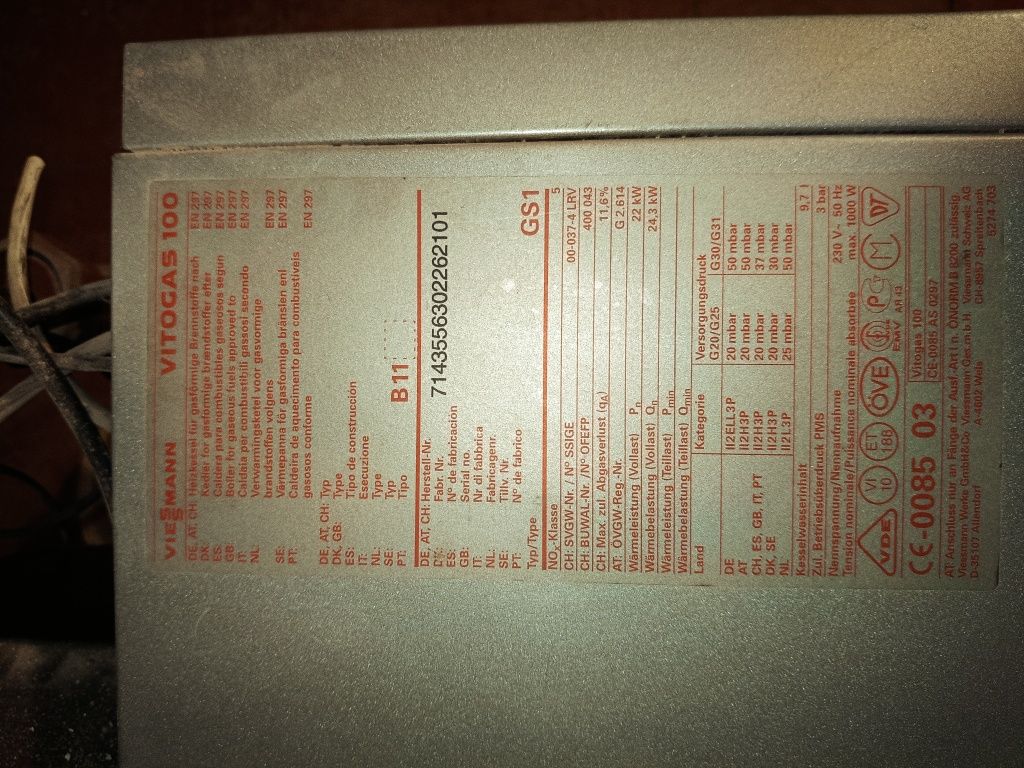 VIESMANN VITOGAS 100
DE, AT, CH: Heizkessel für gasförmige Brennstoffe nach EN 297
DK: Kedler for gasformige brændstoffer efter EN 297
ES: Calderas para combustibles gaseosos segun EN 297
GB: Boiler for gaseous fuels approved to EN 297
IT: Caldaia per combustibili gassosi secondo EN 297
NL: Verwarmingsketel voor gasvormige
brandstoffen volgens EN 297
SE: Värmepanna för gasformiga bränslen enl EN 297
PT: Caldeira de aquecimento para combustiveis
gasosos conforme EN 297
DE, AT, CH: Typ
DK, GB: Type
ES: Tipo de construcción
IT: Esecuzione
NL: Type
SE: Typ
PT: Tipo
B11
DE, AT, CH: Herstell-Nr.
DK: Fabr. Nr.
ES: N° de fabricación
GB: Serial no.
IT: Nr di fabbrica
NL: Fabricagenr.
SE: Tillv. Nr.
PT: N° de fabrico
7143556302262101
Typ/Type GS1
NOx-Klasse 5
CH: SVGW-Nr. / N° SSIGE 00-037-4 LRV
CH: BUWAL-Nr./ N° OFEFP 400 043
CH: Max. zul. Abgasverlust (qA) 11,6%
AT: ÖVGW-Reg.-Nr. G 2.614
Wärmeleistung (Vollast) Pn 22 kW
Wärmebelastung (Vollast) Qn 24,3 kW
Wärmeleistung (Teillast) Pmin
Wärmebelastung (Teillast) Qmin
Land Kategorie Versorgungsdruck
G20/G25 G30/G31
DE II2ELL3P 20 mbar 50 mbar
AT II2H3P 20 mbar 50 mbar
CH, ES, GB, IT, PT II2H3P 20 mbar 37 mbar
DK, SE II2H3P 20 mbar 30 mbar
NL II2L3P 25 mbar 50 mbar
Kesselwasserinhalt 9,7 l
Zul. Betriebsüberdruck PMS 3 bar
Nennspannung/Nennaufnahme 230 V~ 50 Hz
Tension nominale/Puissance nominale absorbée max. 1000 W
VDE VI 10 ET 188 ÖVE EMKV AR 43 M
CE-0085 03 Vitogas 100
CE-0085 AS 0297
AT: Anschluss nur an Fänge der Ausf.-Art I n. ÖNORM B 8200 zulässig
Viessmann Werke GmbH&Co Viessmann Ges.m.b.H. Viessmann Schweiz AG
D-35107 Allendorf A-4602 Wels CH-8957 Spreitenbach
5274 703